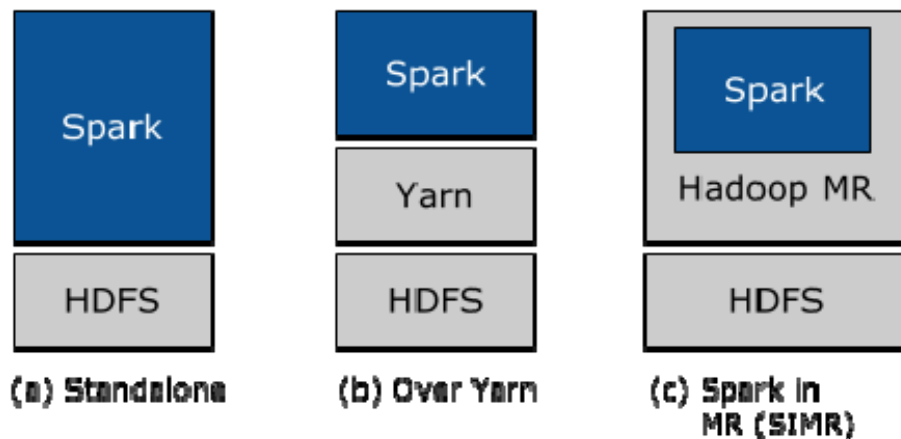 Spark
HDFS
(a) Standalone
Spark
Yarn
HDFS
(b) Over Yarn
Spark
Hadoop MR
HDFS
(c) Spark in
MR (SIMR)